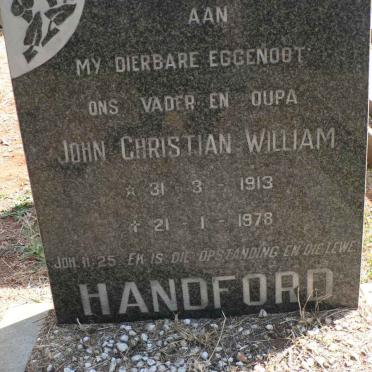 AAN
MY DIERBARE EGGENOOT
ONS VADER EN OUPA
JOHN CHRISTIAN WILLIAM
☆ 31 - 3 - 1913
✝ 21 - 1 - 1978
JOH. 11:25 EK IS DIE OPSTANDING EN DIE LEWE
HANDFORD